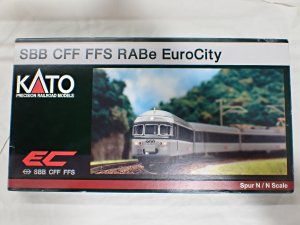 SBB CFF FFS RABe EuroCity
KATO
PRECISION RAILROAD MODELS
EC
SBB CFF FFS
Spur N / N Scale